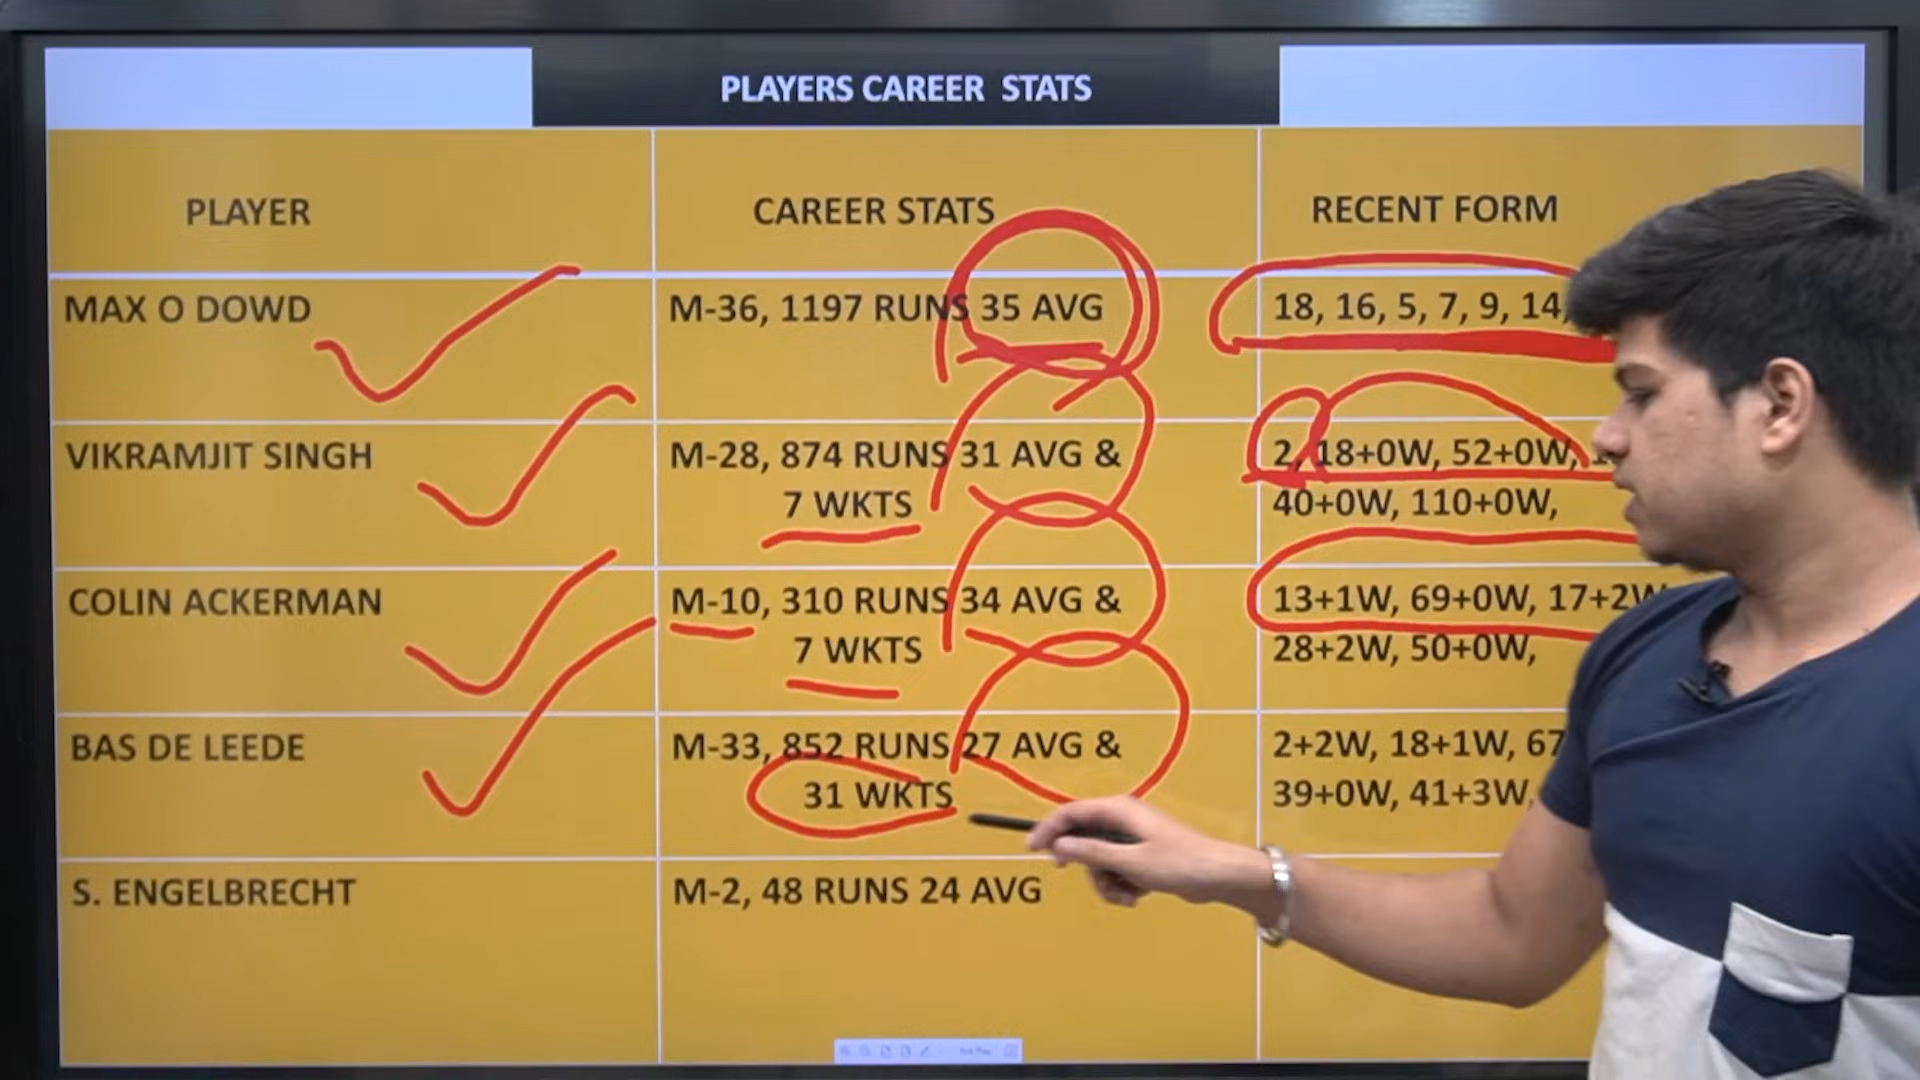 PLAYERS CAREER STATS
PLAYER CAREER STATS RECENT FORM
MAX O DOWD M-36, 1197 RUNS 35 AVG 18, 16, 5, 7, 9, 14,
VIKRAMJIT SINGH M-28, 874 RUNS 31 AVG & 2, 18+0W, 52+0W,
7 WKTS 40+0W, 110+0W,
COLIN ACKERMAN M-10, 310 RUNS 34 AVG & 13+1W, 69+0W, 17+2W
7 WKTS 28+2W, 50+0W,
BAS DE LEEDE M-33, 852 RUNS 27 AVG & 2+2W, 18+1W, 67
31 WKTS 39+0W, 41+3W,
S. ENGELBRECHT M-2, 48 RUNS 24 AVG